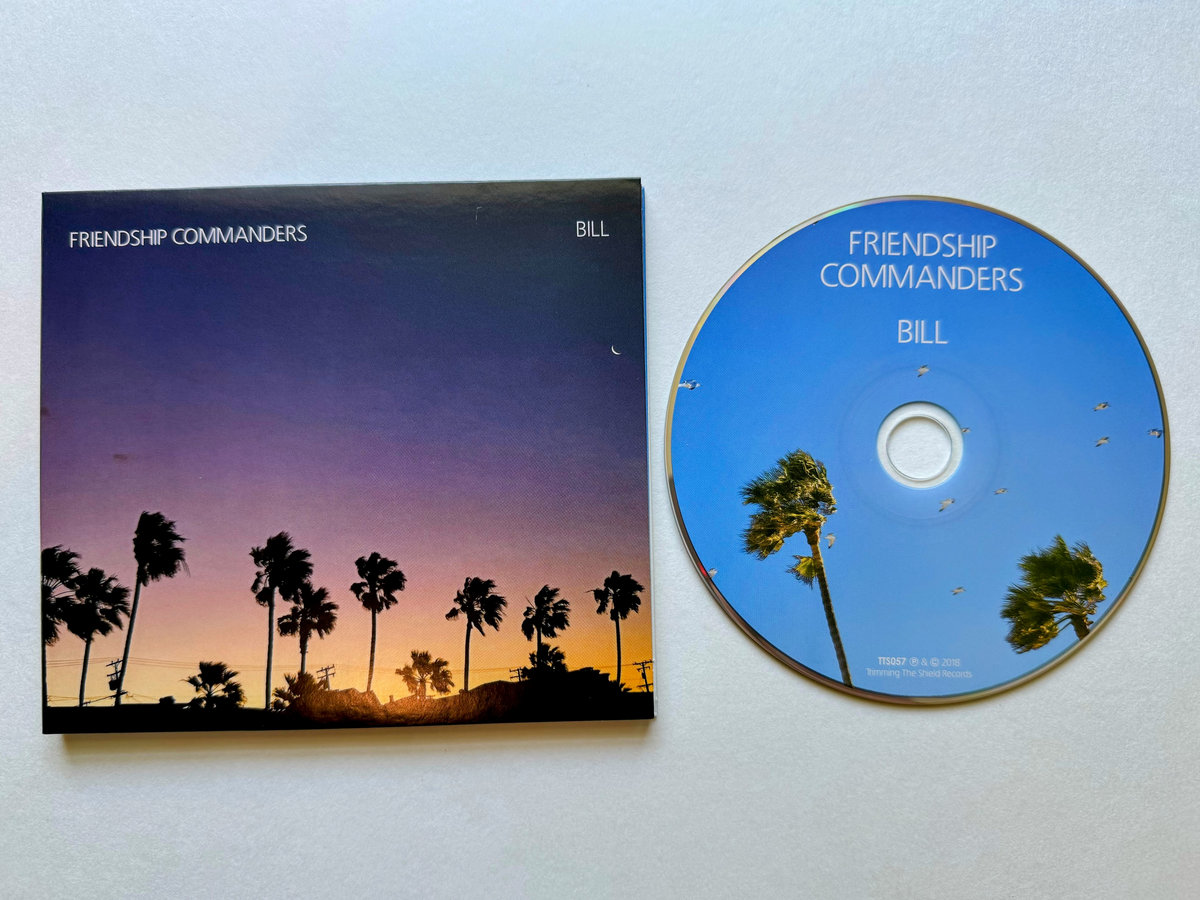 FRIENDSHIP COMMANDERS
BILL
FRIENDSHIP
COMMANDERS
BILL
TTS057 ℗ & © 2018
Trimming The Shield Records